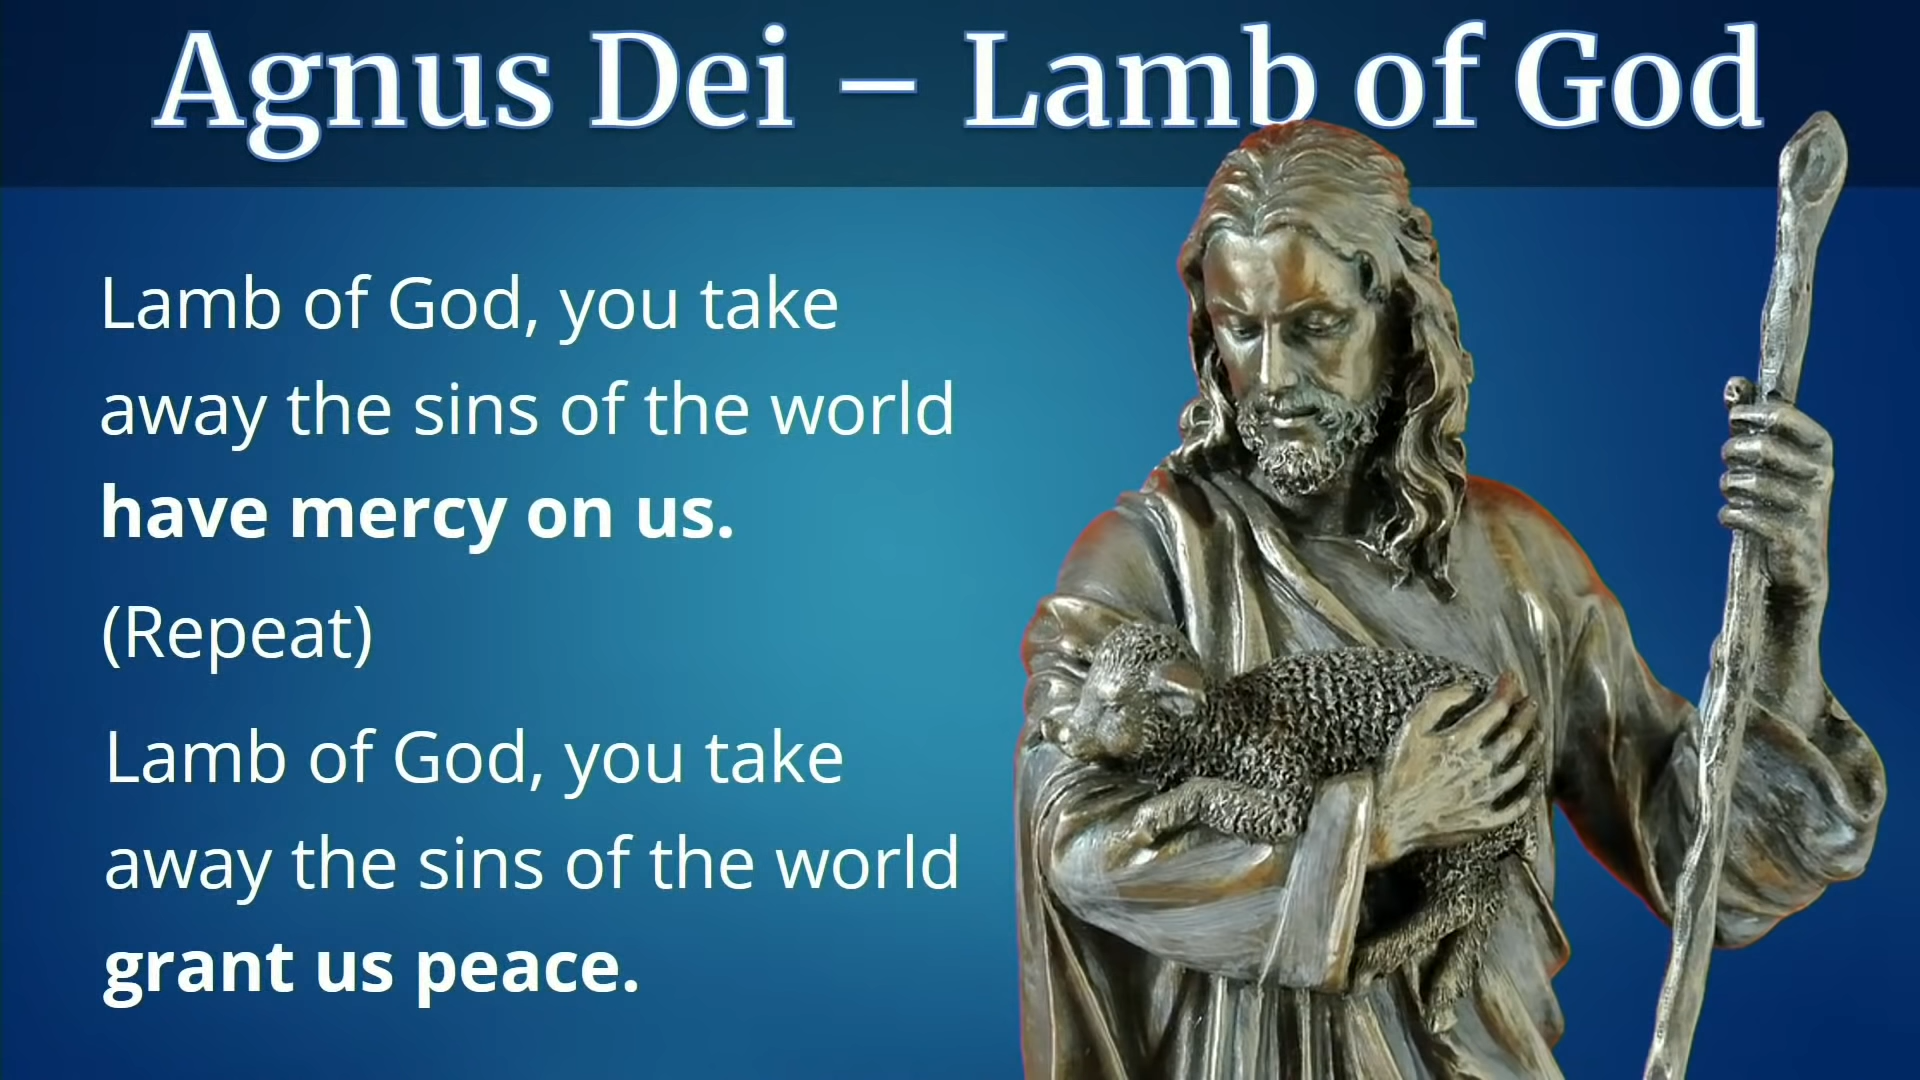 Agnus Dei – Lamb of God
Lamb of God, you take
away the sins of the world
have mercy on us.
(Repeat)
Lamb of God, you take
away the sins of the world
grant us peace.